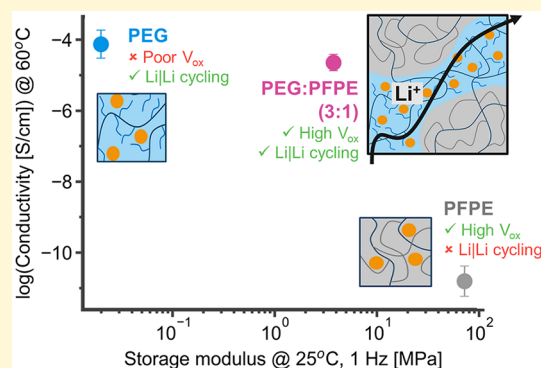 log(Conductivity [S/cm]) @ 60°C
−4
−6
−8
−10
PEG
✗ Poor Vox
✓ Li|Li cycling
PEG:PFPE
(3:1)
✓ High Vox
✓ Li|Li cycling
Li+
PFPE
✓ High Vox
✗ Li|Li cycling
10−1
100
101
102
Storage modulus @ 25°C, 1 Hz [MPa]